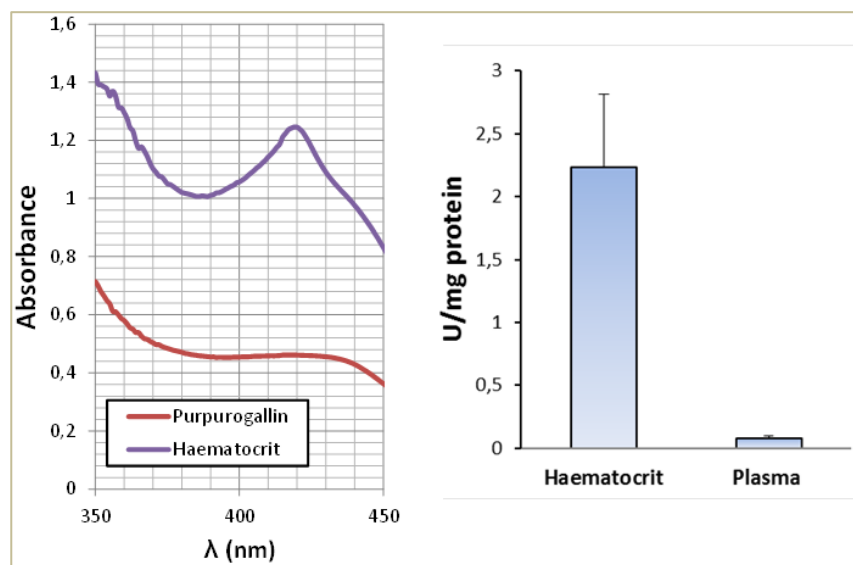 1,6
1,4
1,2
1
0,8
0,6
0,4
0,2
0
Absorbance
Purpurogallin
Haematocrit
350
400
450
λ (nm)
3
2,5
2
1,5
1
0,5
0
U/mg protein
Haematocrit
Plasma